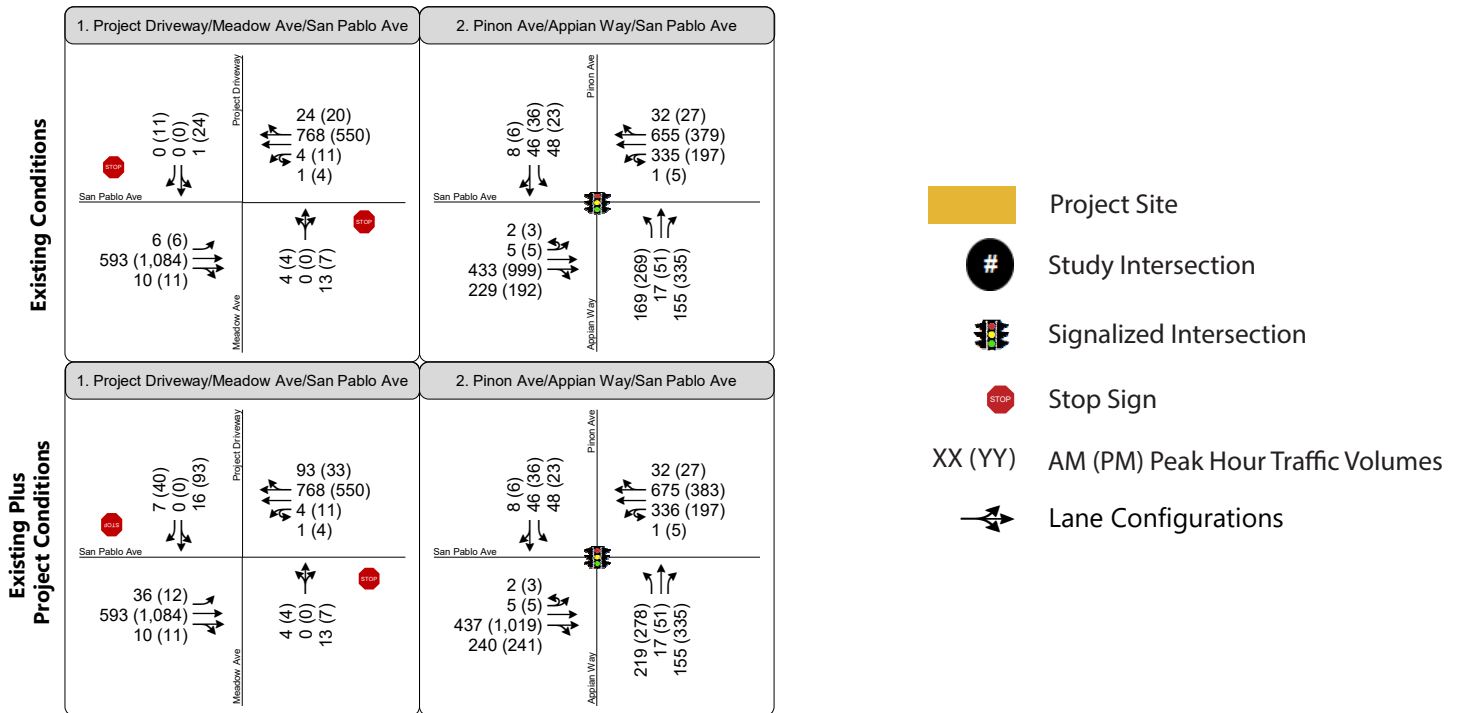 Existing Conditions
1. Project Driveway/Meadow Ave/San Pablo Ave
0 (11)
0 (0)
1 (24)
Project Driveway
24 (20)
768 (550)
4 (11)
1 (4)
STOP
San Pablo Ave
6 (6)
593 (1,084)
10 (11)
Meadow Ave
4 (4)
0 (0)
13 (7)
STOP
2. Pinon Ave/Appian Way/San Pablo Ave
8 (6)
46 (36)
48 (23)
Pinon Ave
32 (27)
655 (379)
335 (197)
1 (5)
San Pablo Ave
2 (3)
5 (5)
433 (999)
229 (192)
Appian Way
169 (269)
17 (51)
155 (335)
Existing Plus
Project Conditions
1. Project Driveway/Meadow Ave/San Pablo Ave
7 (40)
0 (0)
16 (93)
Project Driveway
93 (33)
768 (550)
4 (11)
1 (4)
STOP
San Pablo Ave
36 (12)
593 (1,084)
10 (11)
Meadow Ave
4 (4)
0 (0)
13 (7)
STOP
2. Pinon Ave/Appian Way/San Pablo Ave
8 (6)
46 (36)
48 (23)
Pinon Ave
32 (27)
675 (383)
336 (197)
1 (5)
San Pablo Ave
2 (3)
5 (5)
437 (1,019)
240 (241)
Appian Way
219 (278)
17 (51)
155 (335)
Project Site
# Study Intersection
Signalized Intersection
STOP Stop Sign
XX (YY) AM (PM) Peak Hour Traffic Volumes
Lane Configurations